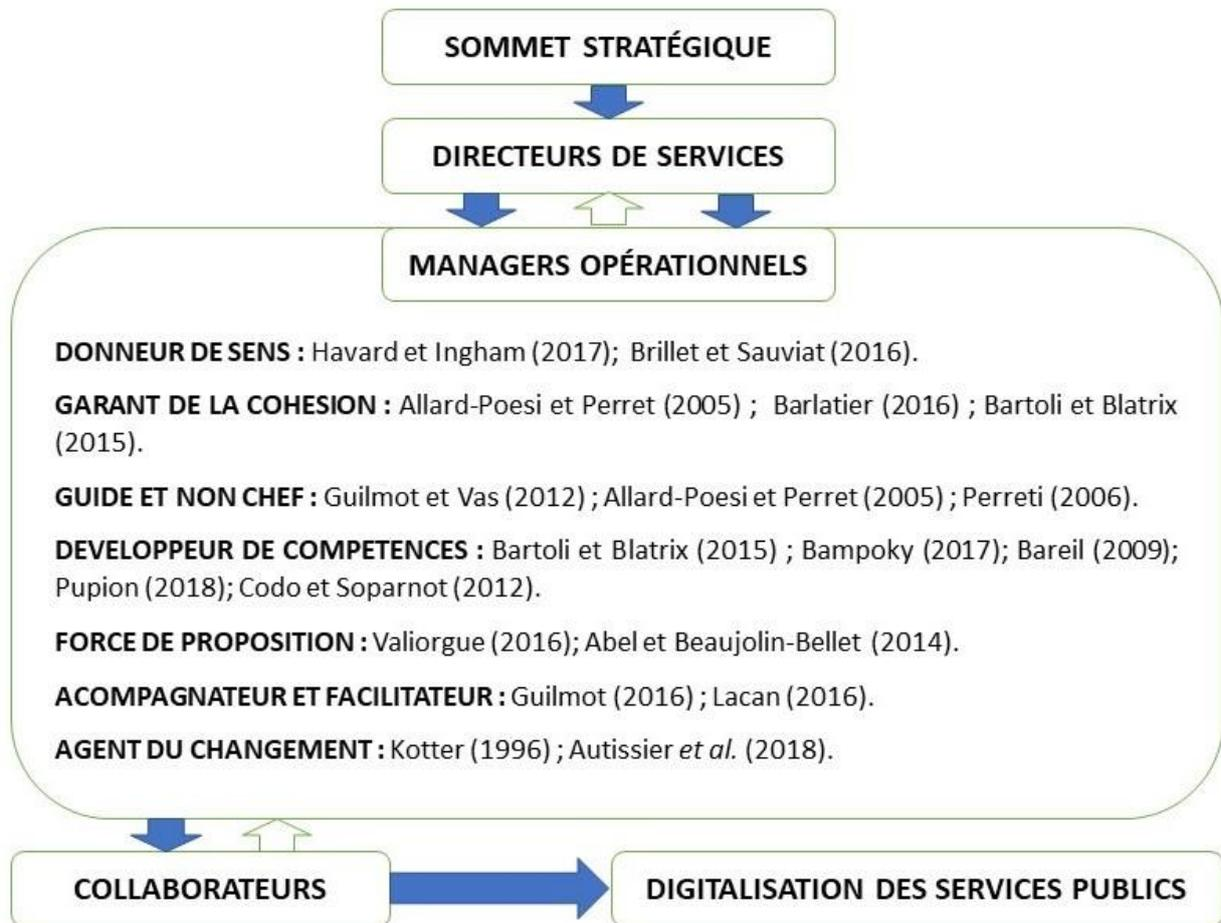 SOMMET STRATÉGIQUE
DIRECTEURS DE SERVICES
MANAGERS OPÉRATIONNELS
DONNEUR DE SENS : Havard et Ingham (2017); Brillet et Sauviat (2016).
GARANT DE LA COHESION : Allard-Poesi et Perret (2005) ; Barlatier (2016) ; Bartoli et Blatrix
(2015).
GUIDE ET NON CHEF : Guilmot et Vas (2012) ; Allard-Poesi et Perret (2005) ; Perreti (2006).
DEVELOPPEUR DE COMPETENCES : Bartoli et Blatrix (2015) ; Bampoky (2017); Bareil (2009);
Pupion (2018); Codo et Soparnot (2012).
FORCE DE PROPOSITION : Valiorgue (2016); Abel et Beaujolin-Bellet (2014).
ACOMPAGNATEUR ET FACILITATEUR : Guilmot (2016) ; Lacan (2016).
AGENT DU CHANGEMENT : Kotter (1996) ; Autissier et al. (2018).
COLLABORATEURS
DIGITALISATION DES SERVICES PUBLICS